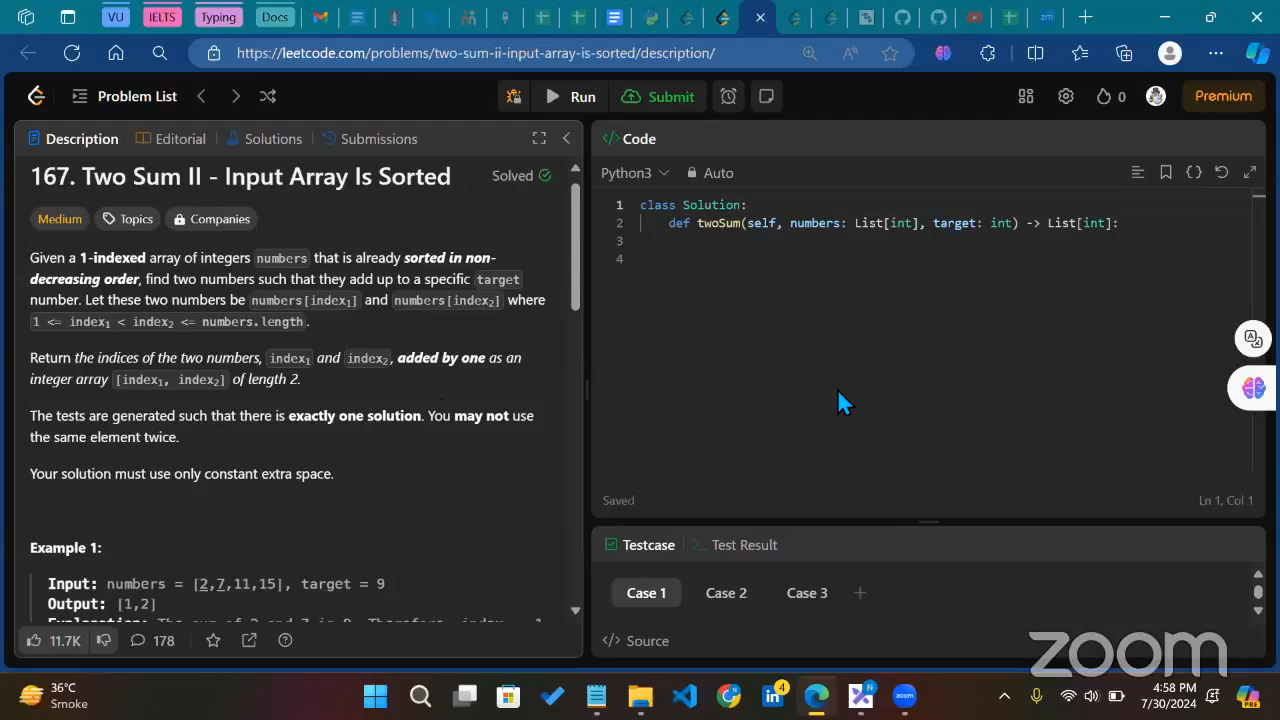 VU
IELTS
Typing
Docs
https://leetcode.com/problems/two-sum-ii-input-array-is-sorted/description/
Problem List
Run
Submit
0
Premium
Description
Editorial
Solutions
Submissions
167. Two Sum II - Input Array Is Sorted
Solved
Medium
Topics
Companies
Given a 1-indexed array of integers numbers that is already sorted in non-
decreasing order, find two numbers such that they add up to a specific target
number. Let these two numbers be numbers[index₁] and numbers[index₂] where
1 <= index₁ < index₂ <= numbers.length.
Return the indices of the two numbers, index₁ and index₂, added by one as an
integer array [index₁, index₂] of length 2.
The tests are generated such that there is exactly one solution. You may not use
the same element twice.
Your solution must use only constant extra space.
Example 1:
Input: numbers = [2,7,11,15], target = 9
Output: [1,2]
11.7K
178
</> Code
Python3
Auto
1 class Solution:
2 def twoSum(self, numbers: List[int], target: int) -> List[int]:
3
4
Saved
Ln 1, Col 1
Testcase
Test Result
Case 1
Case 2
Case 3
</> Source
zoom
36°C
Smoke
4:58 PM
7/30/2024